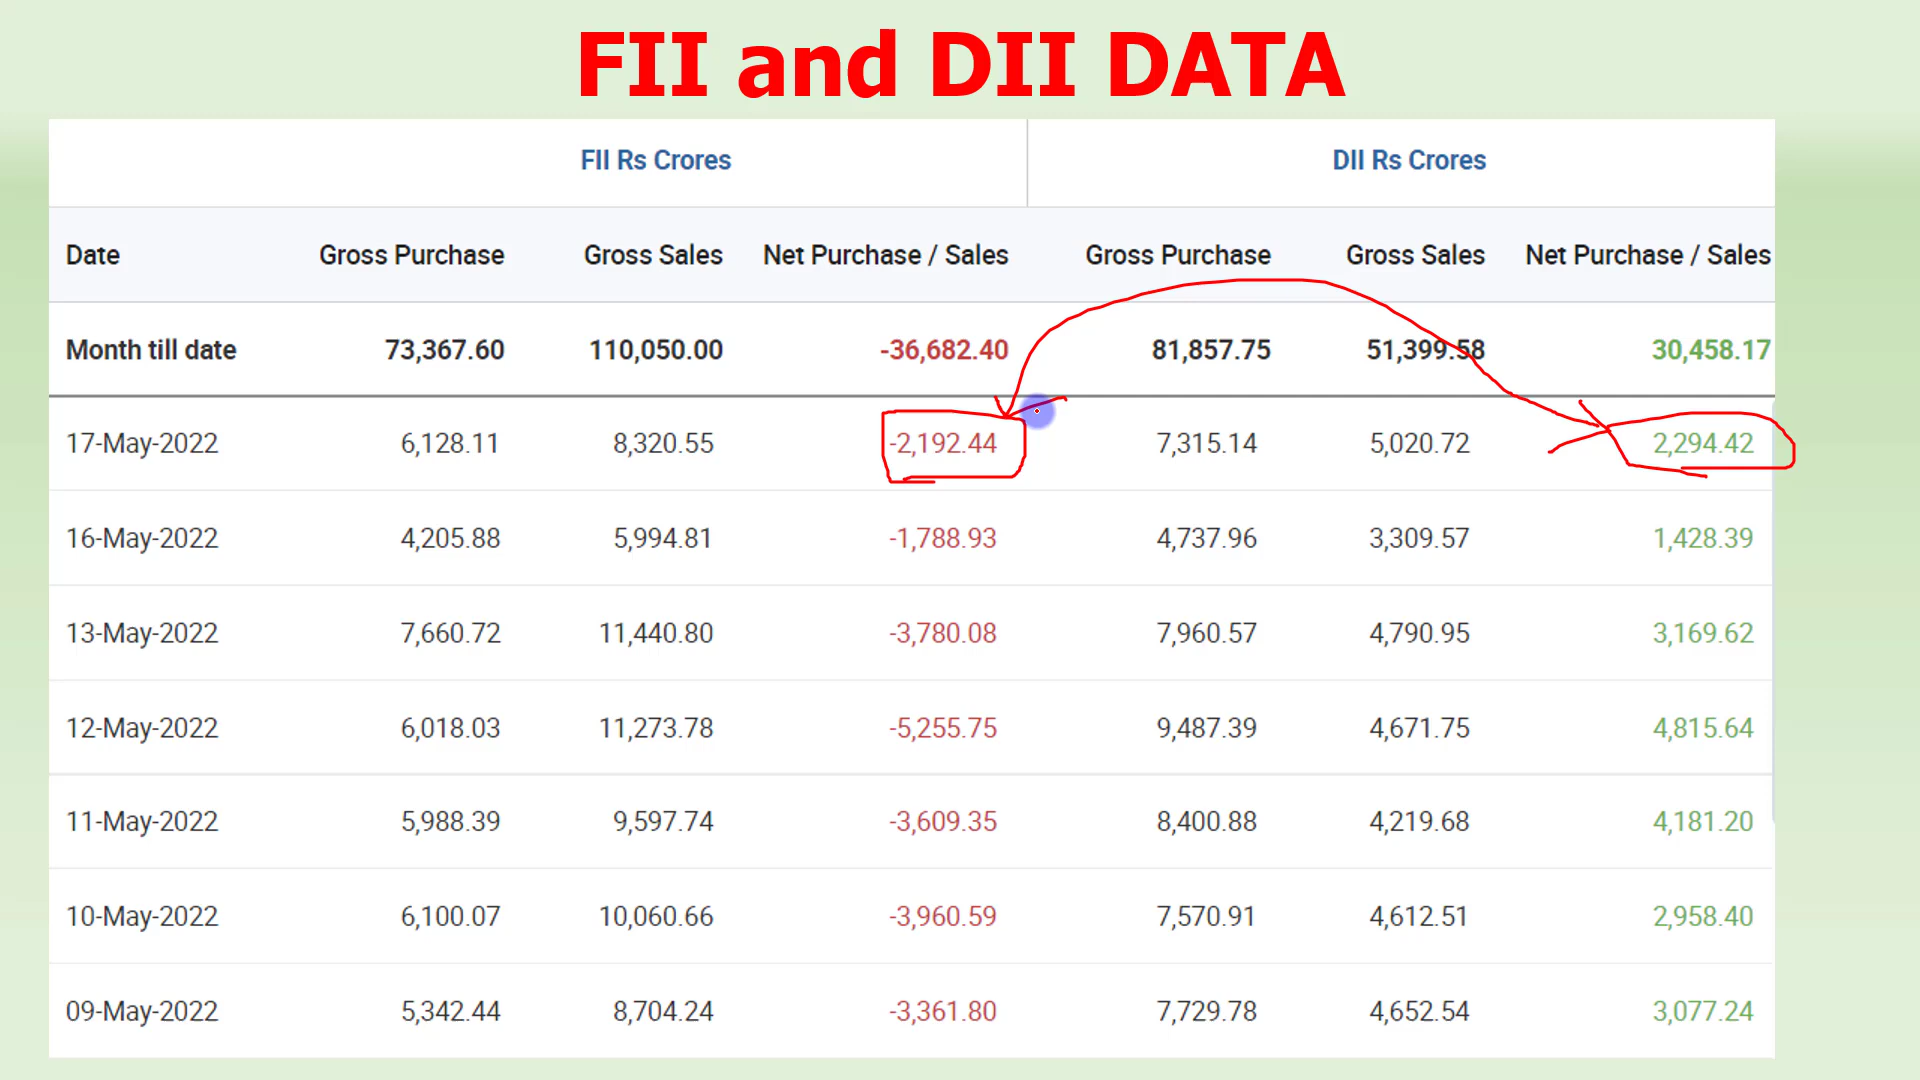 FII and DII DATA
FII Rs Crores DII Rs Crores
Date Gross Purchase Gross Sales Net Purchase / Sales Gross Purchase Gross Sales Net Purchase / Sales
Month till date 73,367.60 110,050.00 -36,682.40 81,857.75 51,399.58 30,458.17
17-May-2022 6,128.11 8,320.55 -2,192.44 7,315.14 5,020.72 2,294.42
16-May-2022 4,205.88 5,994.81 -1,788.93 4,737.96 3,309.57 1,428.39
13-May-2022 7,660.72 11,440.80 -3,780.08 7,960.57 4,790.95 3,169.62
12-May-2022 6,018.03 11,273.78 -5,255.75 9,487.39 4,671.75 4,815.64
11-May-2022 5,988.39 9,597.74 -3,609.35 8,400.88 4,219.68 4,181.20
10-May-2022 6,100.07 10,060.66 -3,960.59 7,570.91 4,612.51 2,958.40
09-May-2022 5,342.44 8,704.24 -3,361.80 7,729.78 4,652.54 3,077.24